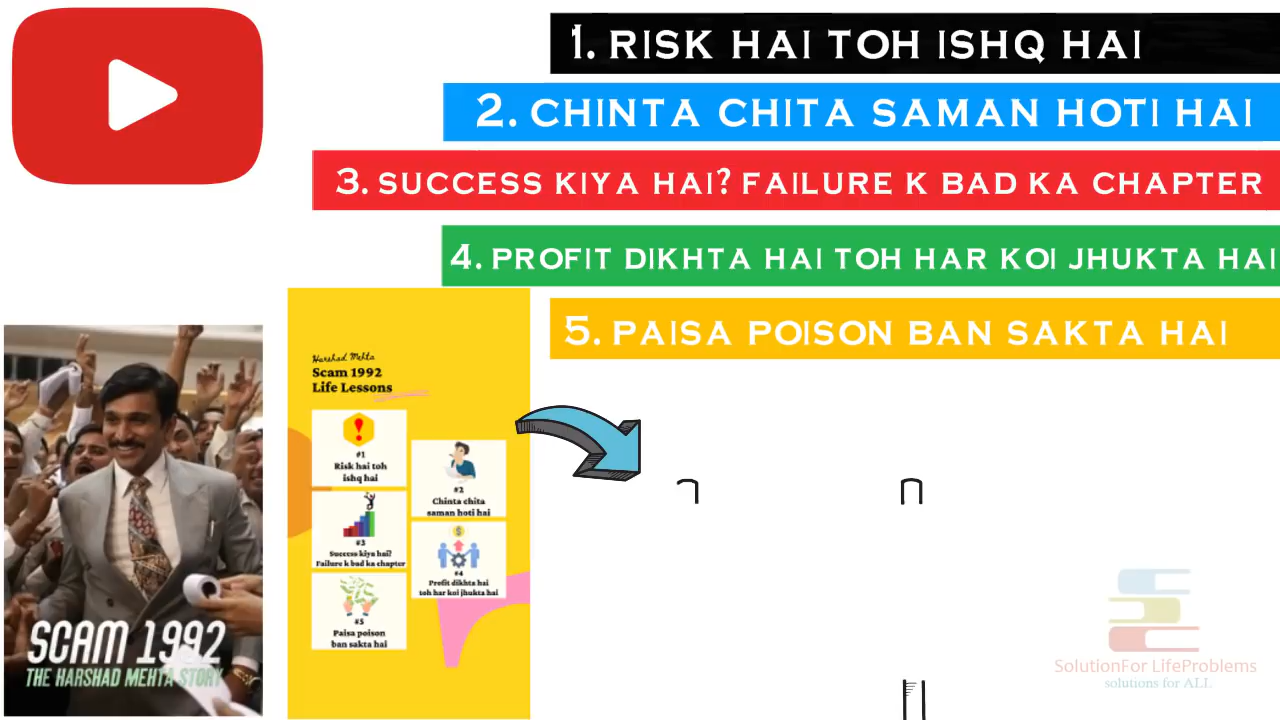 1. RISK HAI TOH ISHQ HAI
2. CHINTA CHITA SAMAN HOTI HAI
3. SUCCESS KIYA HAI? FAILURE K BAD KA CHAPTER
4. PROFIT DIKHTA HAI TOH HAR KOI JHUKTA HAI
5. PAISA POISON BAN SAKTA HAI
Harshad Mehta
Scam 1992
Life Lessons
#1
Risk hai toh
ishq hai
#2
Chinta chita
saman hoti hai
#3
Success kiya hai?
Failure k bad ka chapter
#4
Profit dikhta hai
toh har koi jhukta hai
#5
Paisa poison
ban sakta hai
SCAM 1992
THE HARSHAD MEHTA STORY
SolutionFor LifeProblems
solutions for ALL